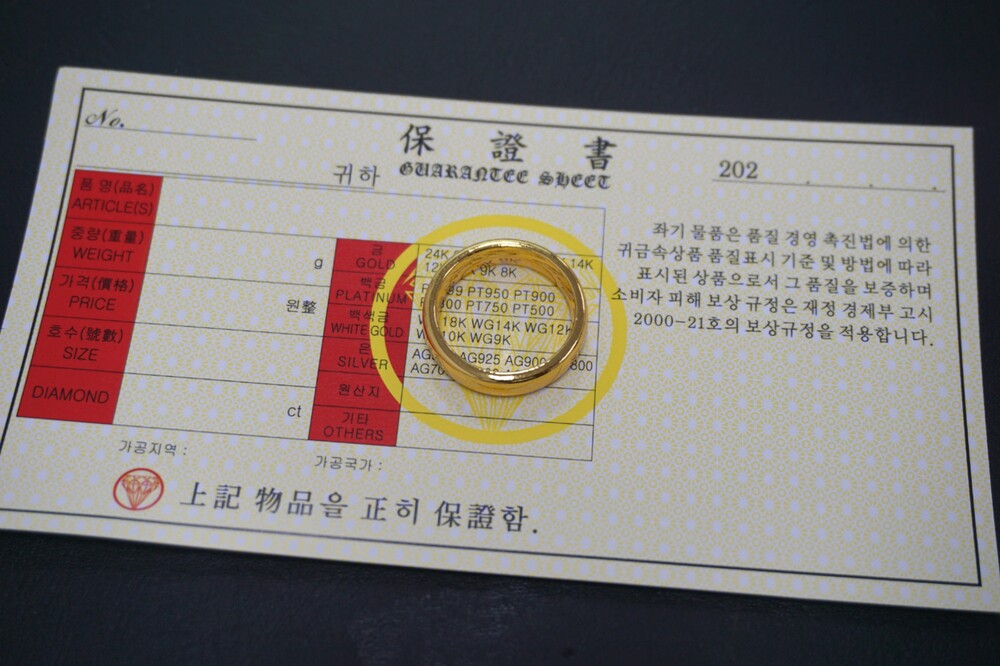 No.
保 證 書
귀하
GUARANTEE SHEET
202 . . .
품 명(品名)
ARTICLE(S)
중량(重量)
WEIGHT
g
가격(價格)
PRICE
원整
호수(號數)
SIZE
DIAMOND
ct
금
GOLD
24K 14K
9K 8K
백금
PLATINUM
PT950 PT900
PT750 PT500
백색금
WHITE GOLD
18K WG14K WG12K
10K WG9K
은
SILVER
AG925 AG900 800
원산지
기타
OTHERS
좌기 물품은 품질 경영 촉진법에 의한
귀금속상품 품질표시 기준 및 방법에 따라
표시된 상품으로서 그 품질을 보증하며
소비자 피해 보상 규정은 재정 경제부 고시
2000-21호의 보상규정을 적용합니다.
가공지역 :
가공국가 :
上記 物品을 正히 保證함.